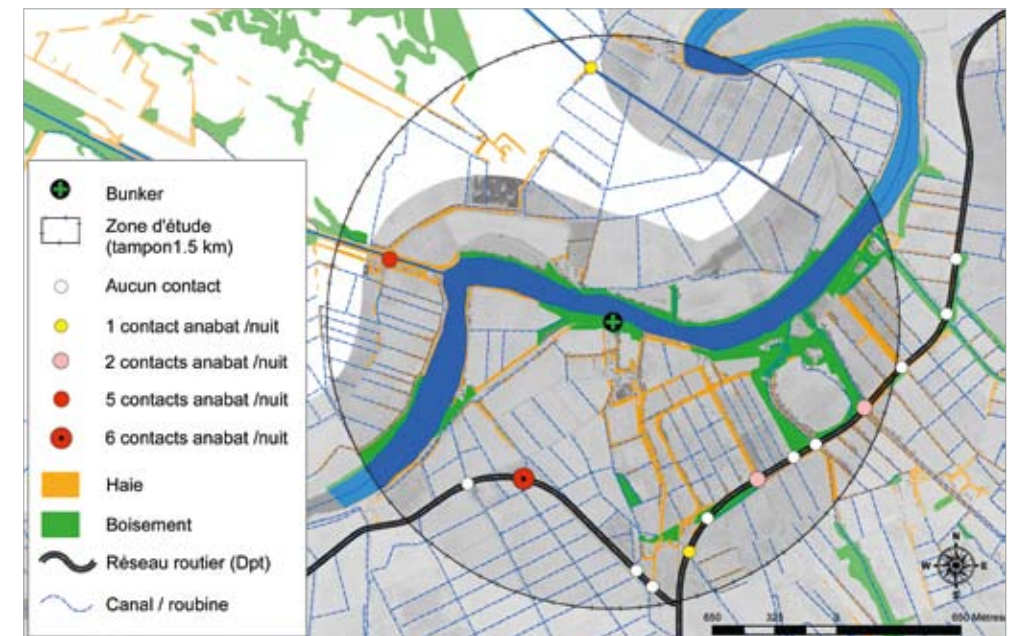 Bunker
Zone d'étude
(tampon1.5 km)
Aucun contact
1 contact anabat /nuit
2 contacts anabat /nuit
5 contacts anabat /nuit
6 contacts anabat /nuit
Haie
Boisement
Réseau routier (Dpt)
Canal / roubine
N
W
E
S
650 325 0 650 Mètres